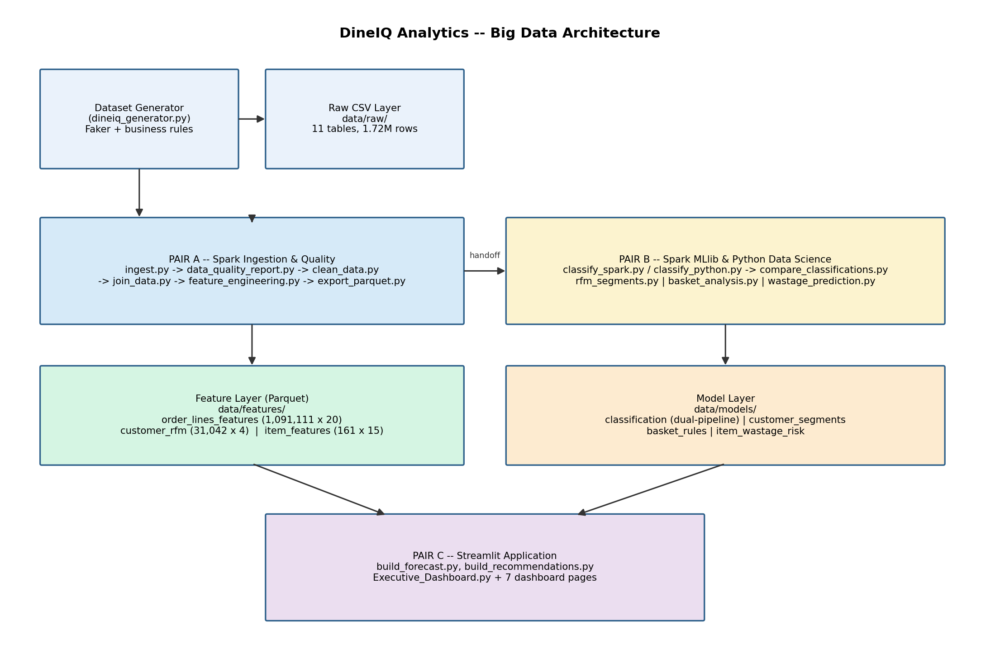 DineIQ Analytics -- Big Data Architecture
Dataset Generator
(dineiq_generator.py)
Faker + business rules
Raw CSV Layer
data/raw/
11 tables, 1.72M rows
PAIR A -- Spark Ingestion & Quality
ingest.py -> data_quality_report.py -> clean_data.py
-> join_data.py -> feature_engineering.py -> export_parquet.py
handoff
PAIR B -- Spark MLlib & Python Data Science
classify_spark.py / classify_python.py -> compare_classifications.py
rfm_segments.py | basket_analysis.py | wastage_prediction.py
Feature Layer (Parquet)
data/features/
order_lines_features (1,091,111 x 20)
customer_rfm (31,042 x 4)  |  item_features (161 x 15)
Model Layer
data/models/
classification (dual-pipeline) | customer_segments
basket_rules | item_wastage_risk
PAIR C -- Streamlit Application
build_forecast.py, build_recommendations.py
Executive_Dashboard.py + 7 dashboard pages